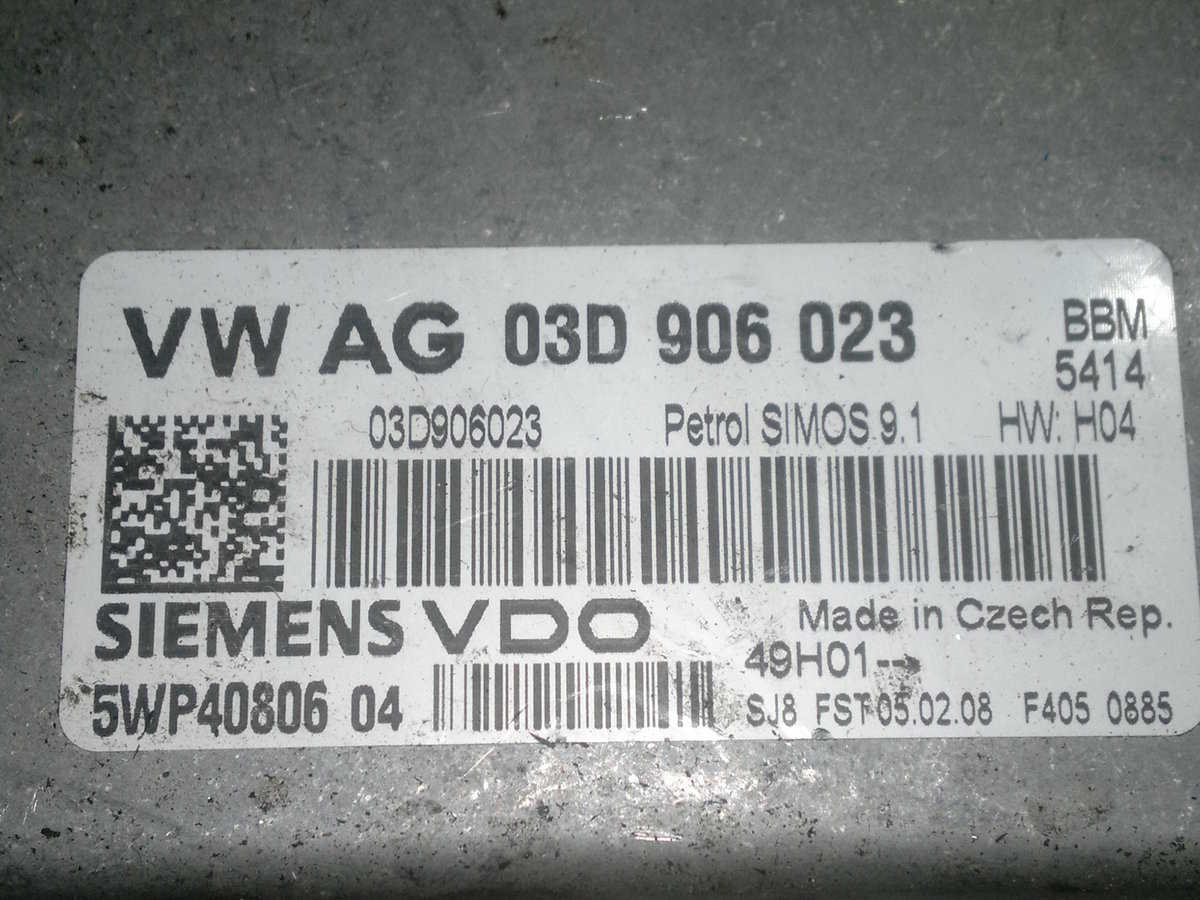 VW AG 03D 906 023 BBM
5414
03D906023 Petrol SIMOS 9.1 HW: H04
SIEMENS VDO Made in Czech Rep.
49H01-->
5WP40806 04 SJ8 FST 05.02.08 F405 0885